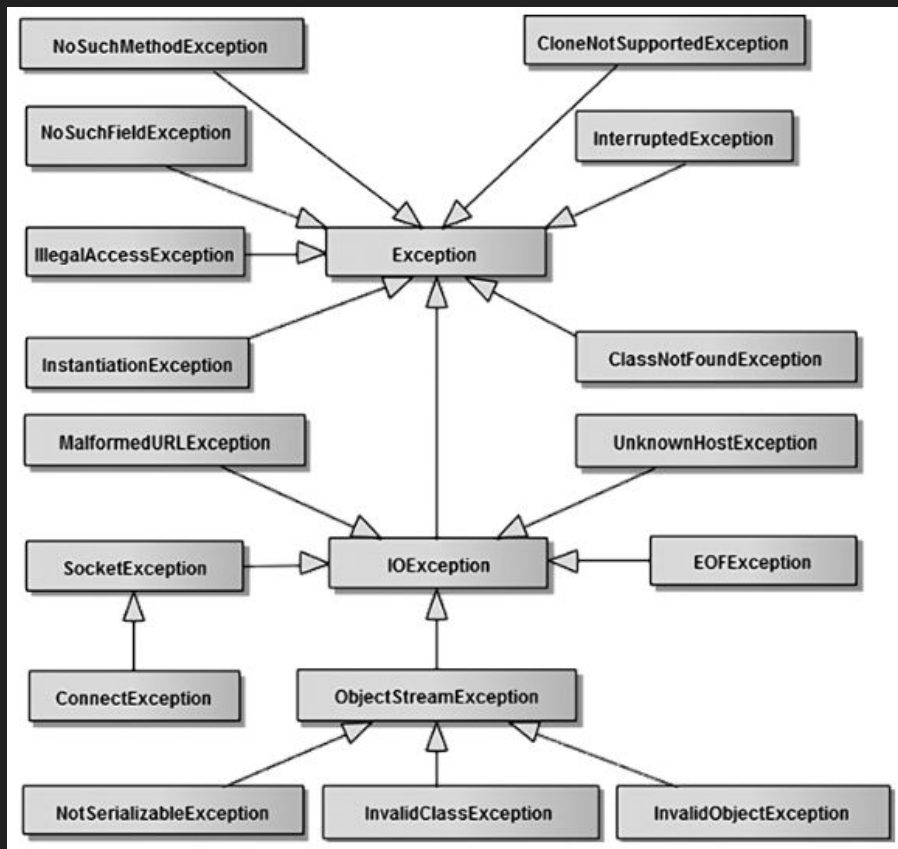 NoSuchMethodException
CloneNotSupportedException
NoSuchFieldException
InterruptedException
IllegalAccessException
Exception
InstantiationException
ClassNotFoundException
MalformedURLException
UnknownHostException
SocketException
IOException
EOFException
ConnectException
ObjectStreamException
NotSerializableException
InvalidClassException
InvalidObjectException